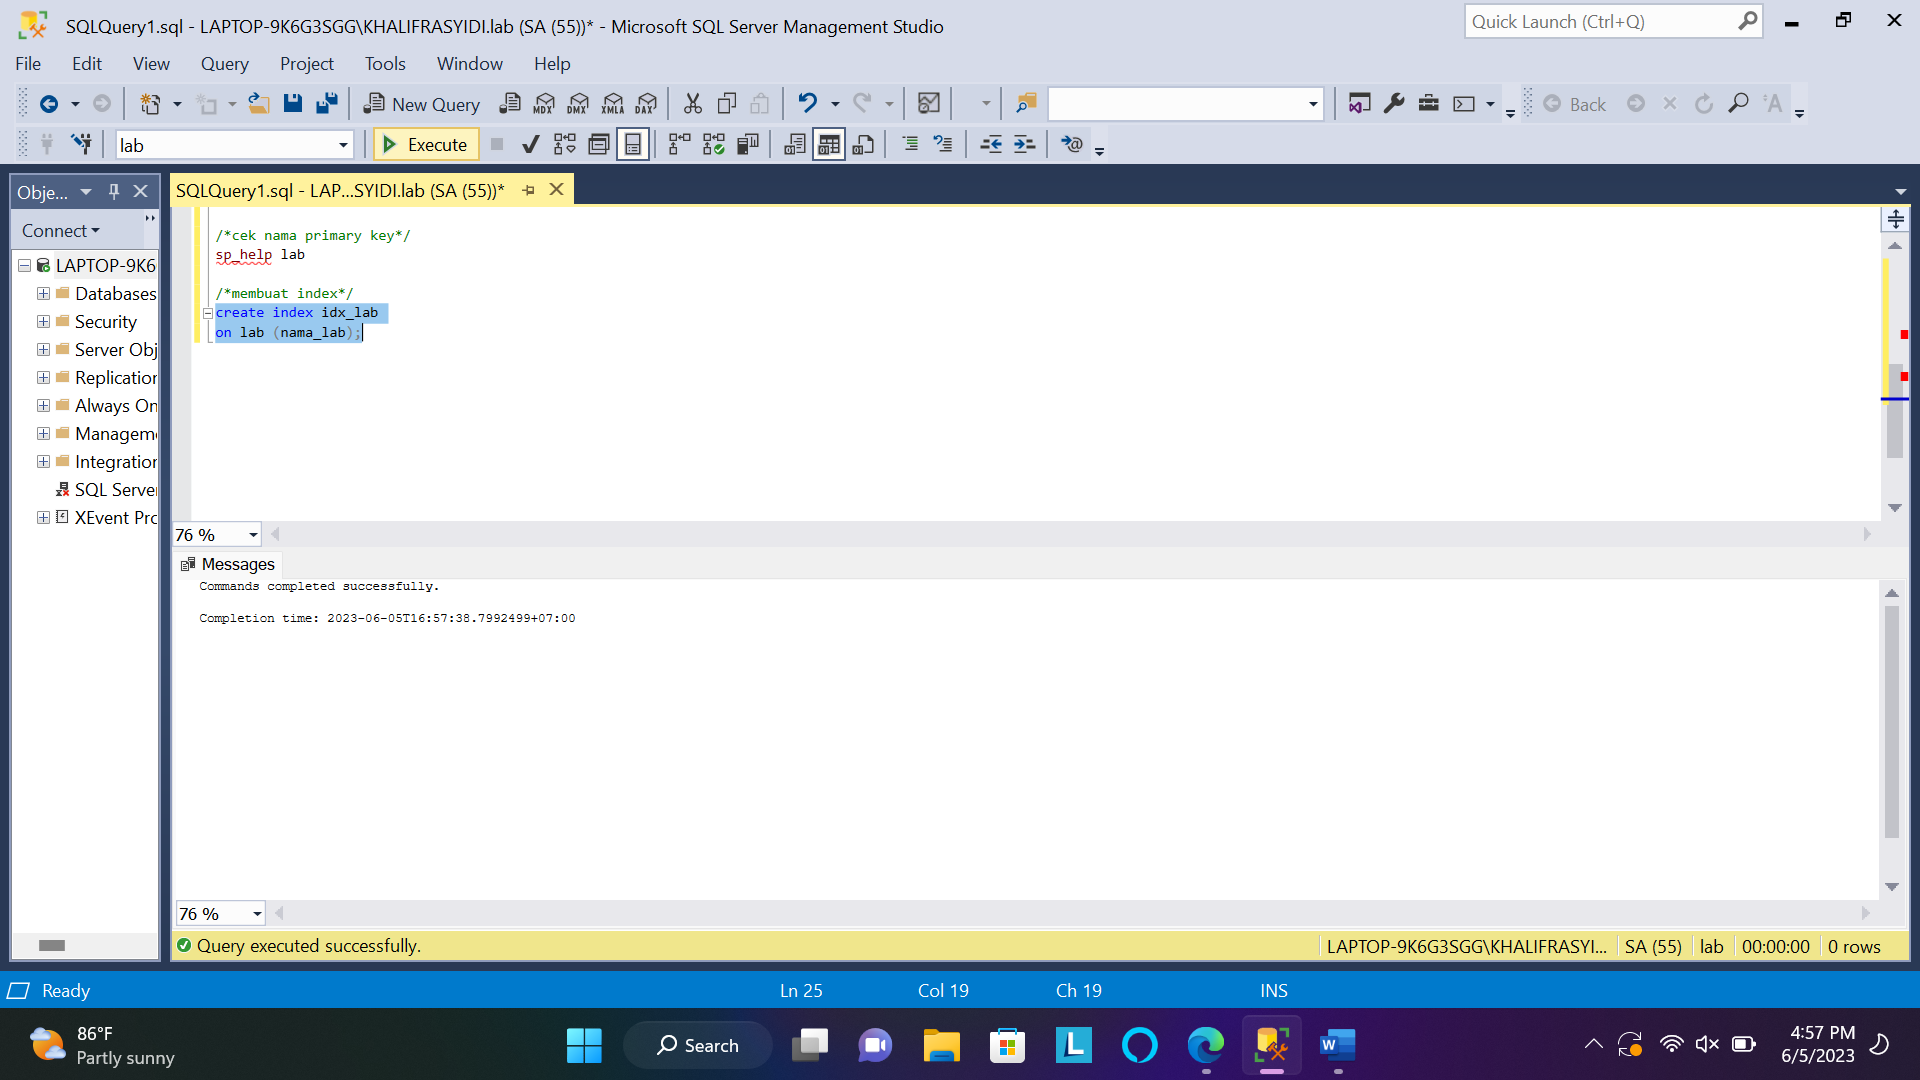 SQLQuery1.sql - LAPTOP-9K6G3SGG\KHALIFRASYIDI.lab (SA (55))* - Microsoft SQL Server Management Studio
Quick Launch (Ctrl+Q)
File Edit View Query Project Tools Window Help
New Query MDX DMX XMLA DAX
Back
lab
Execute
Obje...
SQLQuery1.sql - LAP...SYIDI.lab (SA (55))*
Connect
LAPTOP-9K6
Databases
Security
Server Obj
Replication
Always On
Managem
Integration
SQL Server
XEvent Pro
/*cek nama primary key*/
sp_help lab
/*membuat index*/
create index idx_lab
on lab (nama_lab);
76 %
Messages
Commands completed successfully.
Completion time: 2023-06-05T16:57:38.7992499+07:00
76 %
Query executed successfully.
LAPTOP-9K6G3SGG\KHALIFRASYI... SA (55) lab 00:00:00 0 rows
Ready
Ln 25 Col 19 Ch 19 INS
86°F
Partly sunny
Search
4:57 PM
6/5/2023